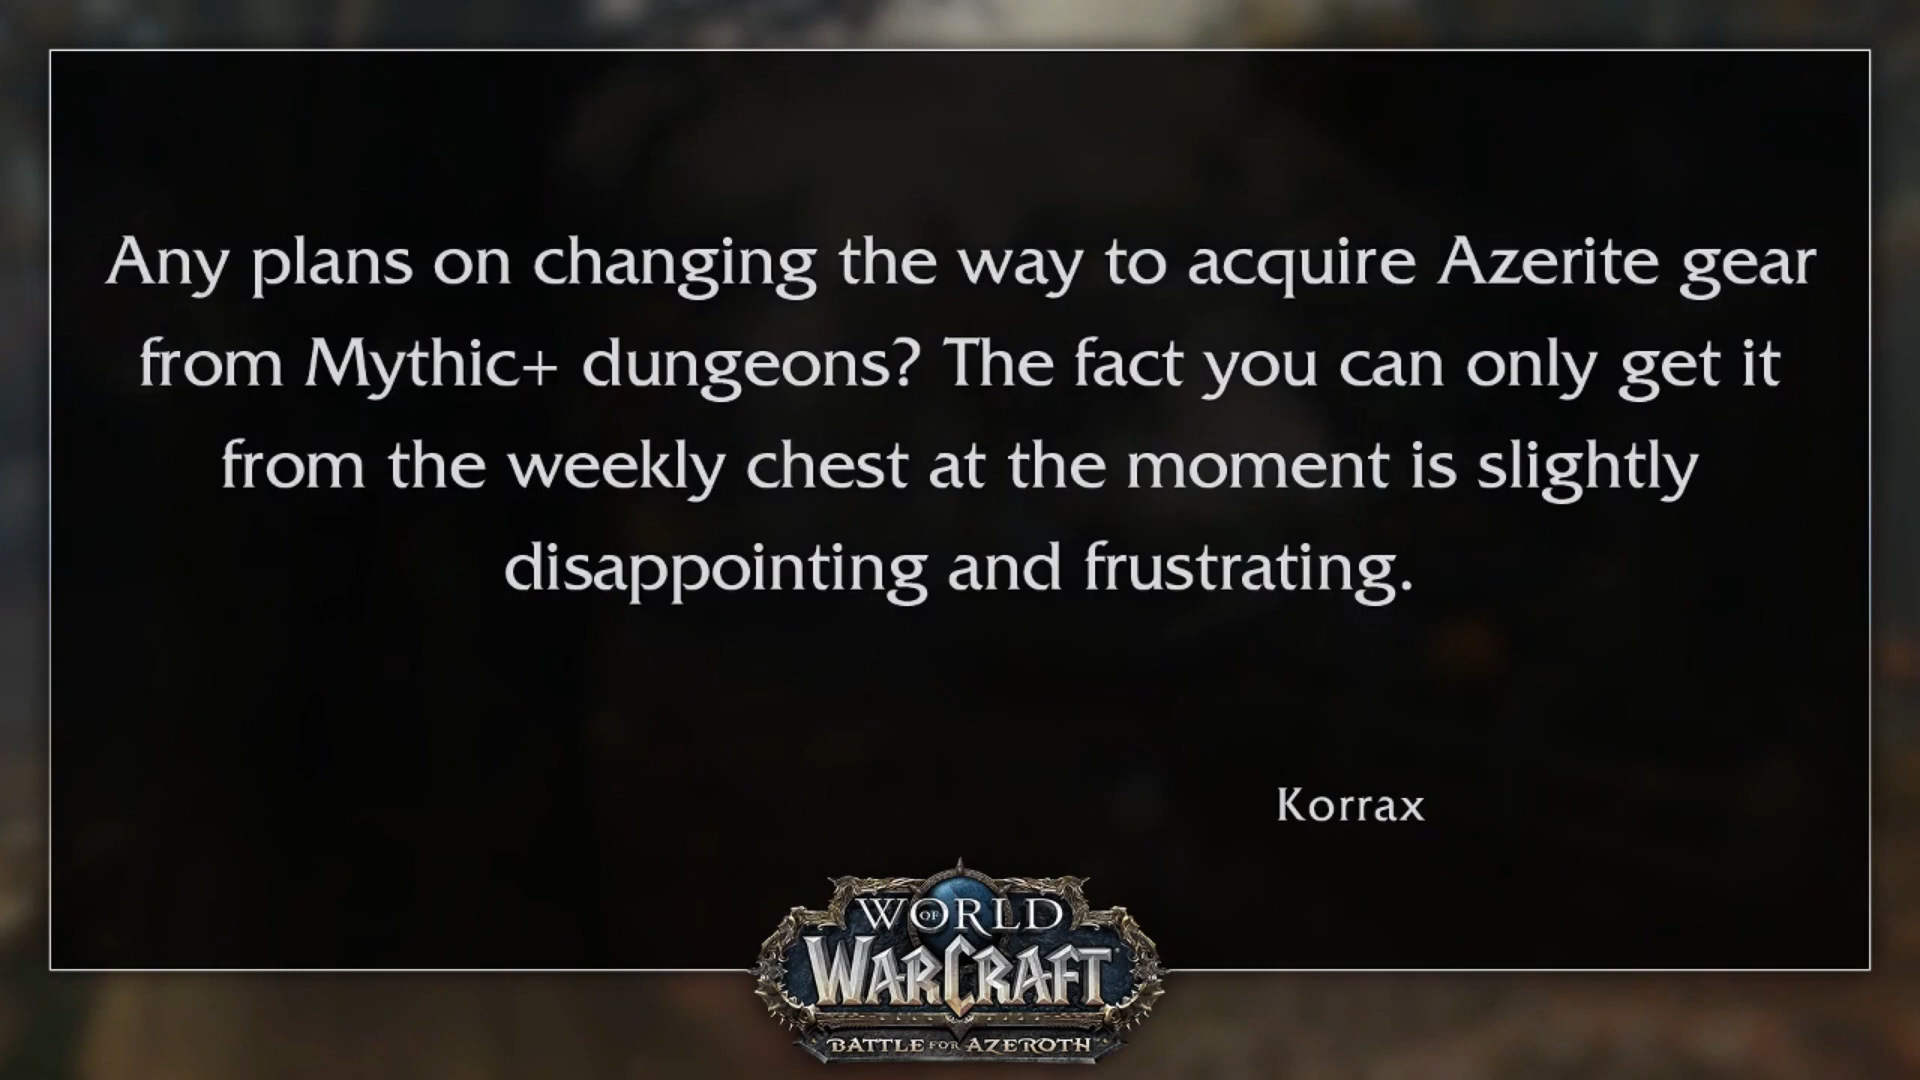 Any plans on changing the way to acquire Azerite gear
from Mythic+ dungeons? The fact you can only get it
from the weekly chest at the moment is slightly
disappointing and frustrating.
Korrax
WORLD
OF
WARCRAFT
BATTLE FOR AZEROTH